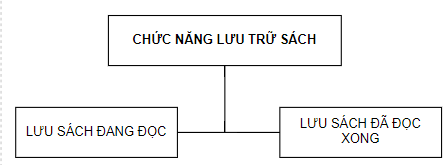 CHỨC NĂNG LƯU TRỮ SÁCH
LƯU SÁCH ĐANG ĐỌC
LƯU SÁCH ĐÃ ĐỌC
XONG